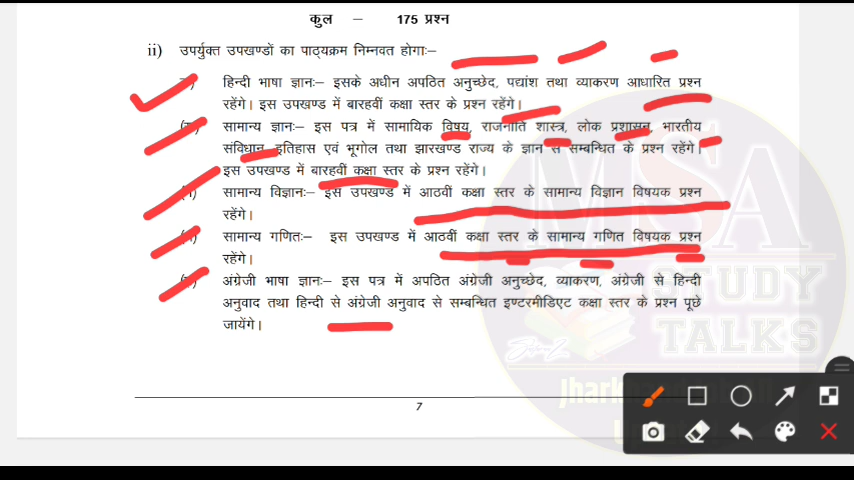 कुल – 175 प्रश्न
ii) उपर्युक्त उपखण्डों का पाठ्यक्रम निम्नवत होगाः–
हिन्दी भाषा ज्ञानः– इसके अधीन अपठित अनुच्छेद, पद्यांश तथा व्याकरण आधारित प्रश्न
रहेंगे। इस उपखण्ड में बारहवीं कक्षा स्तर के प्रश्न रहेंगे।
सामान्य ज्ञानः– इस पत्र में सामायिक विषय, राजनीति शास्त्र, लोक प्रशासन, भारतीय
संविधान, इतिहास एवं भूगोल तथा झारखण्ड राज्य के ज्ञान से सम्बन्धित के प्रश्न रहेंगे।
इस उपखण्ड में बारहवीं कक्षा स्तर के प्रश्न रहेंगे।
सामान्य विज्ञानः– इस उपखण्ड में आठवीं कक्षा स्तर के सामान्य विज्ञान विषयक प्रश्न
रहेंगे।
सामान्य गणितः– इस उपखण्ड में आठवीं कक्षा स्तर के सामान्य गणित विषयक प्रश्न
रहेंगे।
अंग्रेजी भाषा ज्ञानः– इस पत्र में अपठित अंग्रेजी अनुच्छेद, व्याकरण, अंग्रेजी से हिन्दी
अनुवाद तथा हिन्दी से अंग्रेजी अनुवाद से सम्बन्धित इण्टरमीडिएट कक्षा स्तर के प्रश्न पूछे
जायेंगे।
MSA
STUDY
TALKS
7